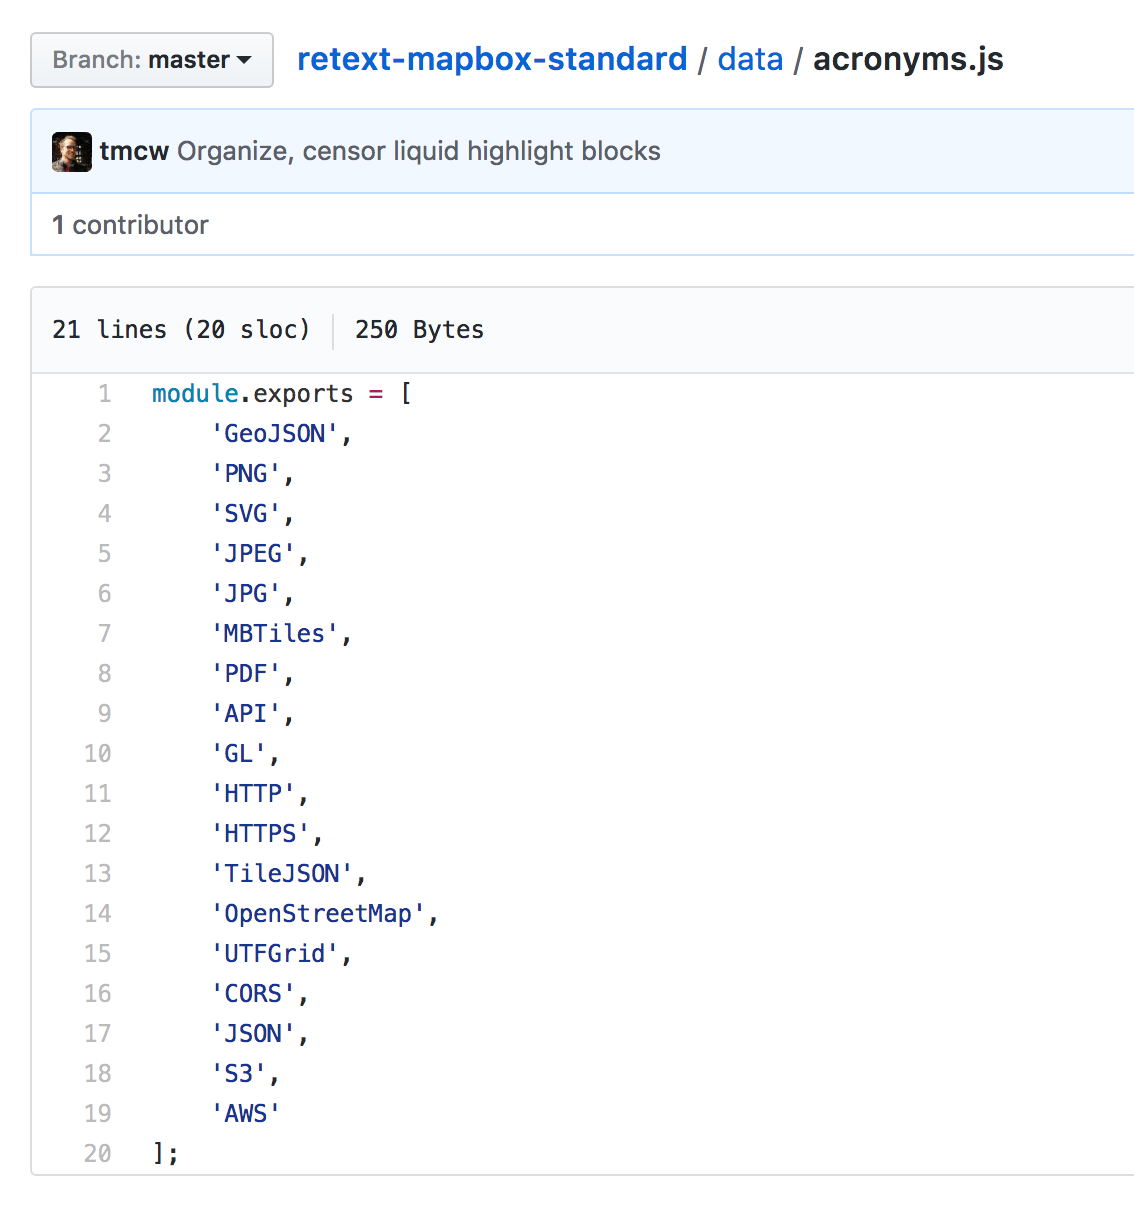 Branch: master retext-mapbox-standard / data / acronyms.js
tmcw Organize, censor liquid highlight blocks
1 contributor
21 lines (20 sloc) 250 Bytes
1 module.exports = [
2 'GeoJSON',
3 'PNG',
4 'SVG',
5 'JPEG',
6 'JPG',
7 'MBTiles',
8 'PDF',
9 'API',
10 'GL',
11 'HTTP',
12 'HTTPS',
13 'TileJSON',
14 'OpenStreetMap',
15 'UTFGrid',
16 'CORS',
17 'JSON',
18 'S3',
19 'AWS'
20 ];